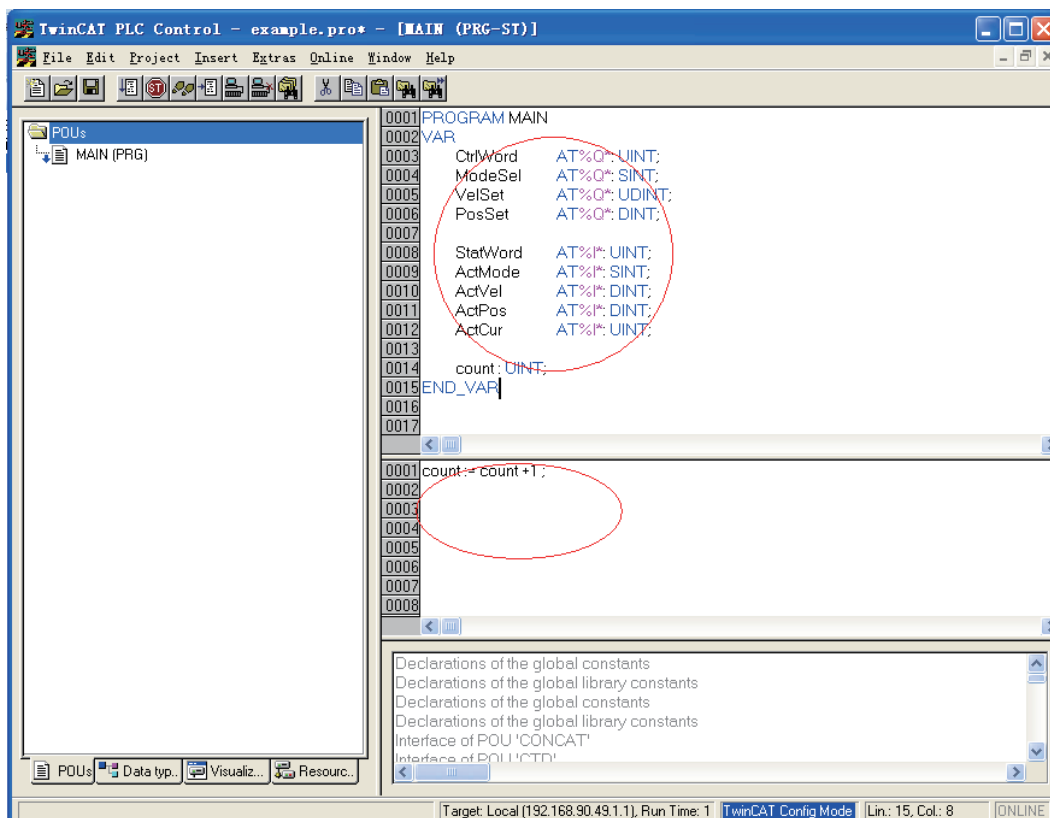 TwinCAT PLC Control - example.pro* - [MAIN (PRG-ST)]
File Edit Project Insert Extras Online Window Help
POUs
MAIN (PRG)
0001 PROGRAM MAIN
0002 VAR
0003 CtrlWord AT%Q*: UINT;
0004 ModeSel AT%Q*: SINT;
0005 VelSet AT%Q*: UDINT;
0006 PosSet AT%Q*: DINT;
0007
0008 StatWord AT%I*: UINT;
0009 ActMode AT%I*: SINT;
0010 ActVel AT%I*: DINT;
0011 ActPos AT%I*: DINT;
0012 ActCur AT%I*: UINT;
0013
0014 count : UINT;
0015 END_VAR
0016
0017
0001 count := count +1 ;
0002
0003
0004
0005
0006
0007
0008
Declarations of the global constants
Declarations of the global library constants
Declarations of the global constants
Declarations of the global library constants
Interface of POU 'CONCAT'
Interface of POU 'CTD'
POUs Data typ.. Visualiz... Resourc..
Target: Local (192.168.90.49.1.1), Run Time: 1 TwinCAT Config Mode Lin.: 15, Col.: 8 ONLINE